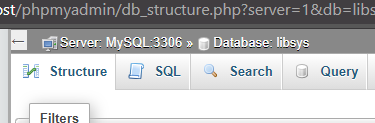 ost/phpmyadmin/db_structure.php?server=1&db=libs
Server: MySQL:3306 » Database: libsys
Structure SQL Search Query
Filters